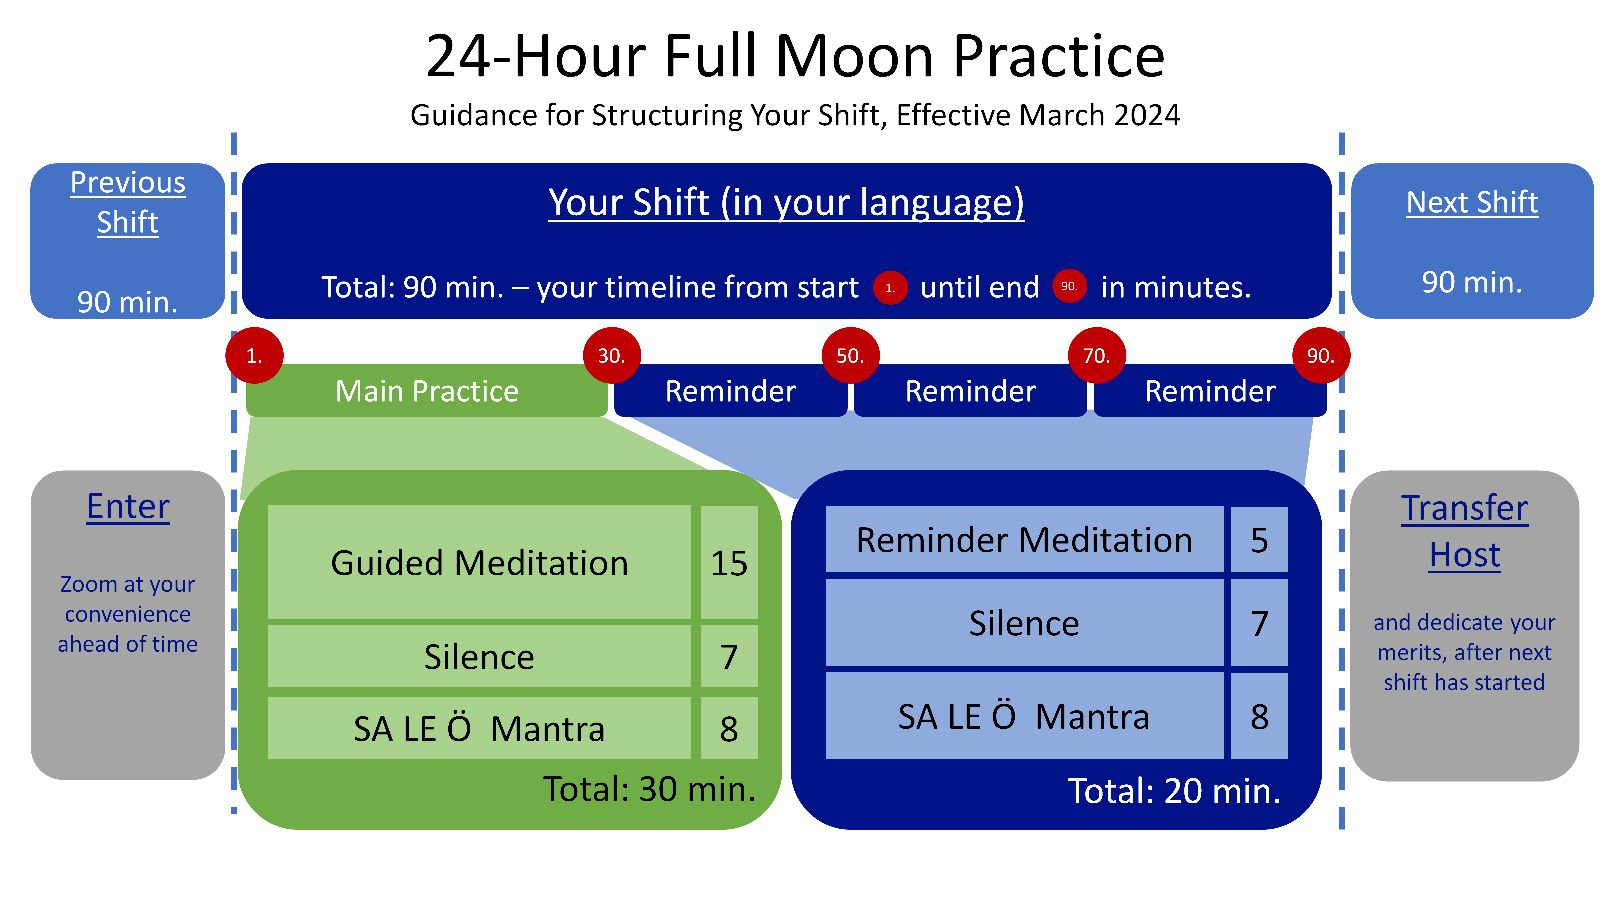 24-Hour Full Moon Practice
Guidance for Structuring Your Shift, Effective March 2024
Previous
Shift
90 min.
Your Shift (in your language)
Total: 90 min. – your timeline from start 1. until end 90. in minutes.
Next Shift
90 min.
1.
30.
50.
70.
90.
Main Practice
Reminder
Reminder
Reminder
Enter
Zoom at your
convenience
ahead of time
Guided Meditation 15
Silence 7
SA LE Ö Mantra 8
Total: 30 min.
Reminder Meditation 5
Silence 7
SA LE Ö Mantra 8
Total: 20 min.
Transfer
Host
and dedicate your
merits, after next
shift has started